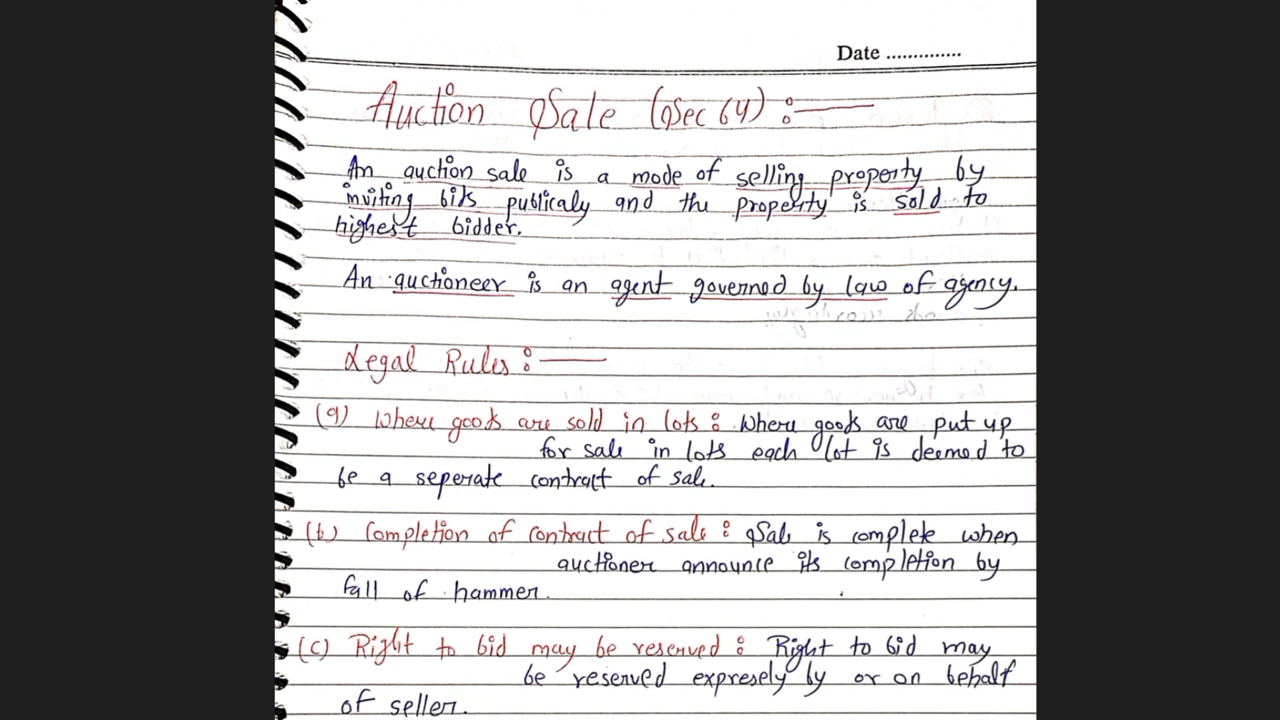 Date ..............
Auction Sale (Sec 64) :—
An auction sale is a mode of selling property by
inviting bids publicaly and the property is sold to
highest bidder.
An auctioneer is an agent governed by law of agency.
Legal Rules :—
(a) Where goods are sold in lots : Where goods are put up
for sale in lots each lot is deemed to
be a seperate contract of sale.
(b) Completion of contract of sale : Sale is complete when
auctioner announce its completion by
fall of hammer.
(c) Right to bid may be reserved : Right to bid may
be reserved expresely by or on behalf
of seller.